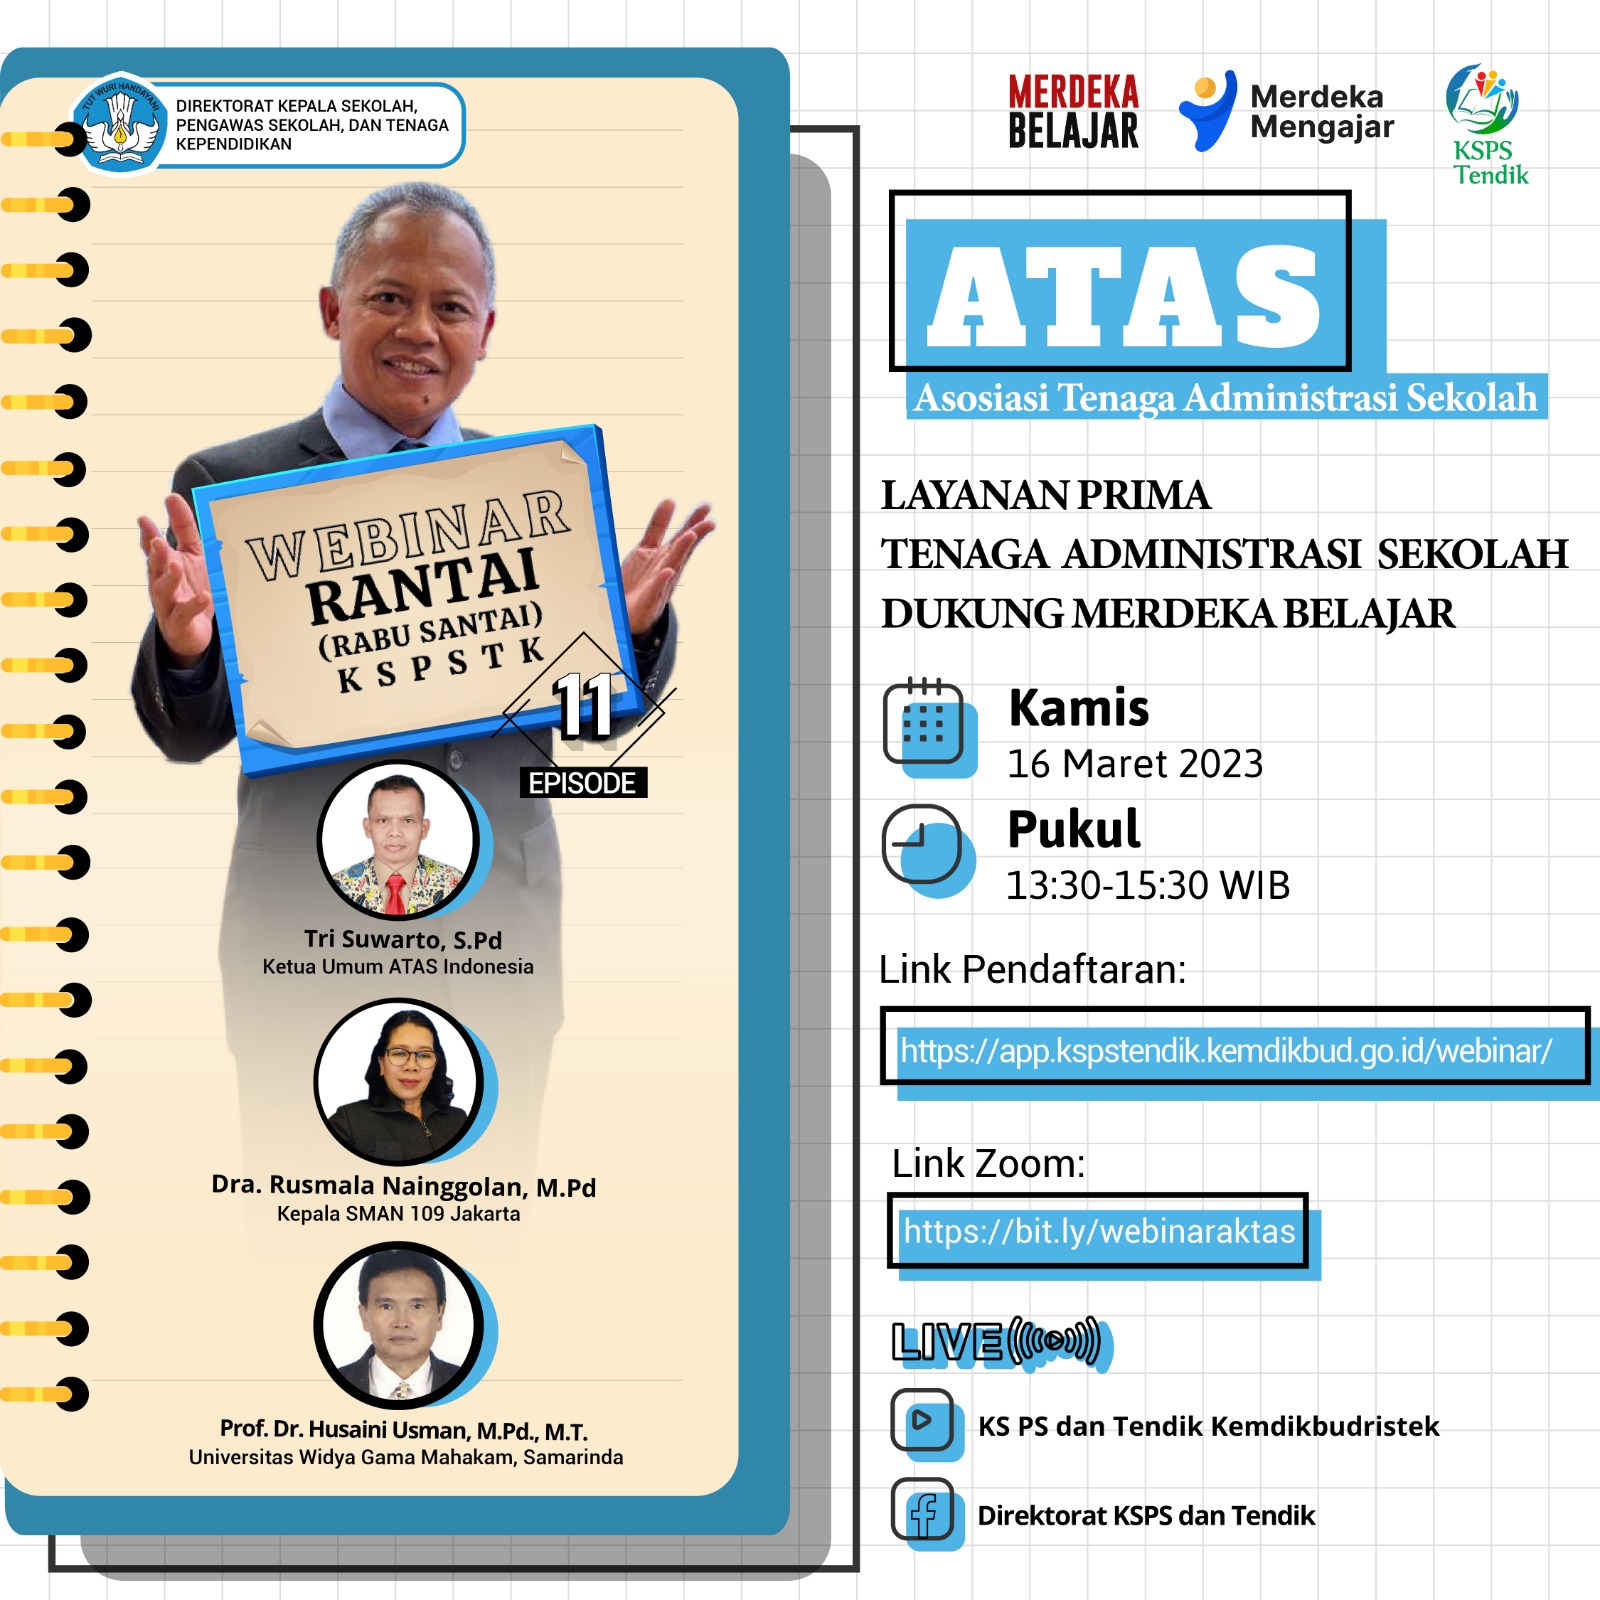 TUT WURI HANDAYANI
DIREKTORAT KEPALA SEKOLAH,
PENGAWAS SEKOLAH, DAN TENAGA
KEPENDIDIKAN
WEBINAR
RANTAI
(RABU SANTAI)
KSPSTK
11
EPISODE
Tri Suwarto, S.Pd
Ketua Umum ATAS Indonesia
Dra. Rusmala Nainggolan, M.Pd
Kepala SMAN 109 Jakarta
Prof. Dr. Husaini Usman, M.Pd., M.T.
Universitas Widya Gama Mahakam, Samarinda
MERDEKA
BELAJAR
Merdeka
Mengajar
KSPS
Tendik
ATAS
Asosiasi Tenaga Administrasi Sekolah
LAYANAN PRIMA
TENAGA ADMINISTRASI SEKOLAH
DUKUNG MERDEKA BELAJAR
Kamis
16 Maret 2023
Pukul
13:30-15:30 WIB
Link Pendaftaran:
https://app.kspstendik.kemdikbud.go.id/webinar/
Link Zoom:
https://bit.ly/webinaraktas
LIVE
KS PS dan Tendik Kemdikbudristek
Direktorat KSPS dan Tendik